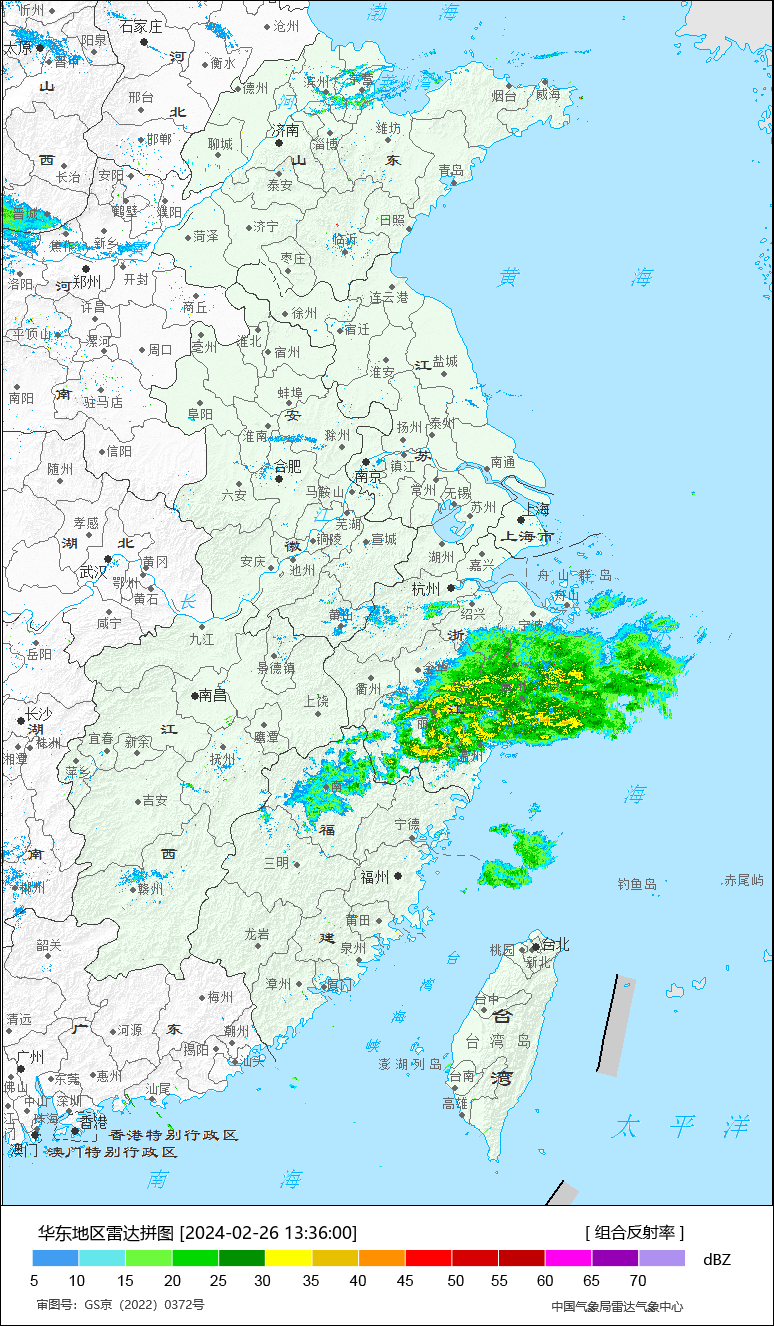 忻州
石家庄
沧州
渤海
太原
阳泉
晋中
河
衡水
德州
滨州
东营
渤海
烟台
威海
山
邢台
北
河
济南
淄博
潍坊
聊城
山
东
邯郸
西
长治
安阳
泰安
青岛
晋城
鹤壁
濮阳
济宁
日照
焦作
新乡
菏泽
临沂
枣庄
洛阳
河
郑州
开封
黄海
许昌
商丘
连云港
徐州
平顶山
漯河
周口
亳州
淮北
宿州
宿迁
江
盐城
淮安
南阳
南
驻马店
蚌埠
阜阳
安
信阳
淮南
滁州
扬州
泰州
苏
随州
合肥
南京
镇江
南通
六安
马鞍山
常州
无锡
江
苏州
上海
孝感
芜湖
湖
北
徽
铜陵
宣城
上海市
武汉
黄冈
安庆
池州
湖州
嘉兴
鄂州
黄石
杭州
舟山群岛
舟山
长
咸宁
黄山
绍兴
宁波
九江
浙
岳阳
景德镇
金华
衢州
南昌
上饶
江
长沙
湖
江
丽
株洲
宜春
新余
鹰潭
湘潭
萍乡
抚州
温州
南
吉安
海
福
宁德
南
西
三明
郴州
赣州
福州
钓鱼岛
赤尾屿
莆田
韶关
龙岩
建
泉州
台
桃园
台北
新北
漳州
厦门
湾
梅州
台中
清远
广
河源
东
潮州
海
台
揭阳
台湾岛
峡
广州
澎湖列岛
汕头
佛山
东莞
惠州
台南
湾
汕尾
高雄
中山
深圳
江门
珠海
香港
香港特别行政区
太平洋
澳门
澳门特别行政区
南海
华东地区雷达拼图 [2024-02-26 13:36:00]
[ 组合反射率 ]
dBZ
5 10 15 20 25 30 35 40 45 50 55 60 65 70
审图号：GS京（2022）0372号
中国气象局雷达气象中心